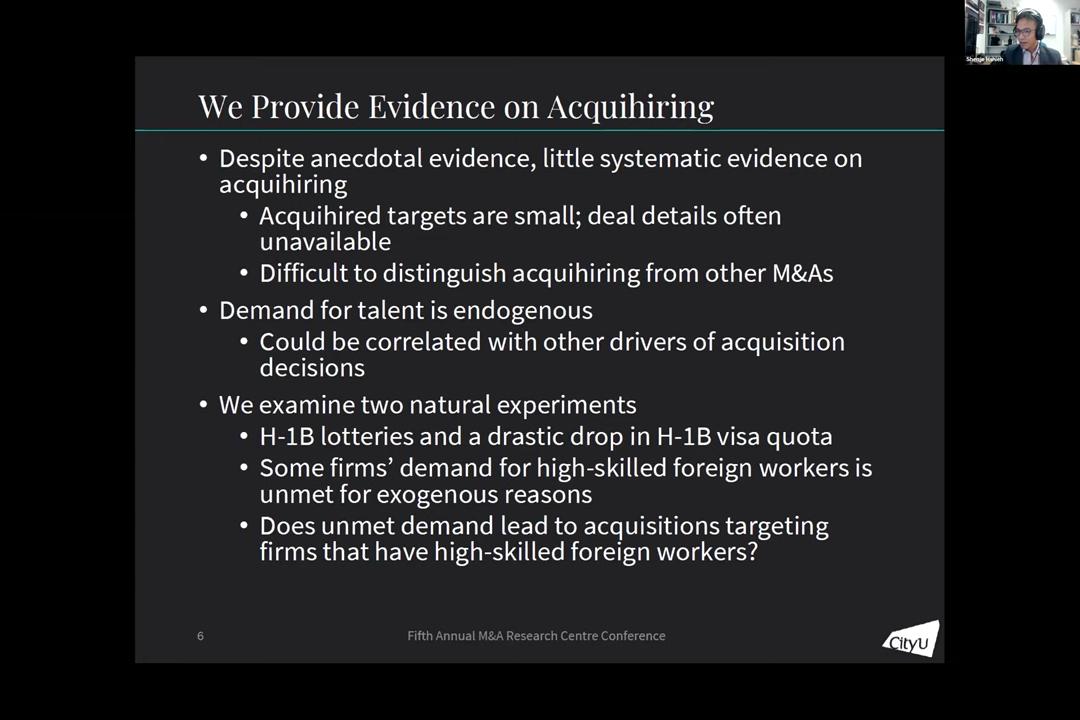 We Provide Evidence on Acquihiring
• Despite anecdotal evidence, little systematic evidence on
acquihiring
• Acquihired targets are small; deal details often
unavailable
• Difficult to distinguish acquihiring from other M&As
• Demand for talent is endogenous
• Could be correlated with other drivers of acquisition
decisions
• We examine two natural experiments
• H-1B lotteries and a drastic drop in H-1B visa quota
• Some firms’ demand for high-skilled foreign workers is
unmet for exogenous reasons
• Does unmet demand lead to acquisitions targeting
firms that have high-skilled foreign workers?
6
Fifth Annual M&A Research Centre Conference
CityU